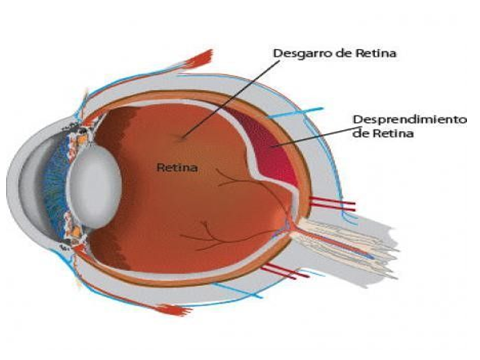 Desgarro de Retina
Desprendimiento
de Retina
Retina